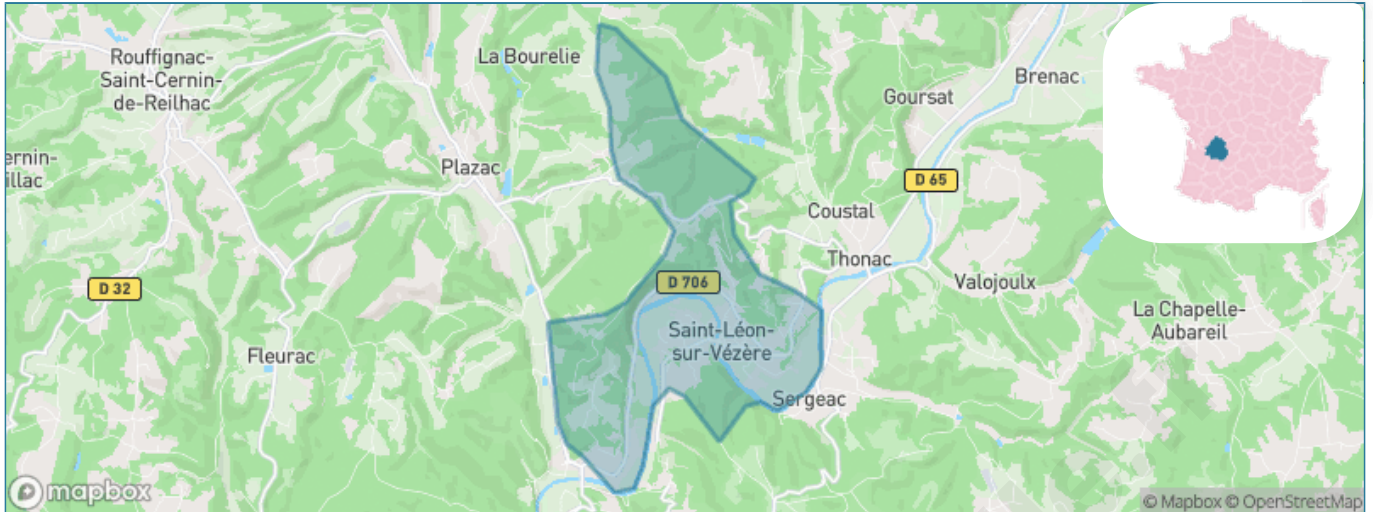 Rouffignac-
Saint-Cernin-
de-Reilhac
La Bourelie
Brenac
Goursat
ernin-
illac
Plazac
D 65
Coustal
Thonac
Valojoulx
D 32
D 706
La Chapelle-
Aubareil
Saint-Léon-
sur-Vézère
Fleurac
Sergeac
mapbox
© Mapbox © OpenStreetMap